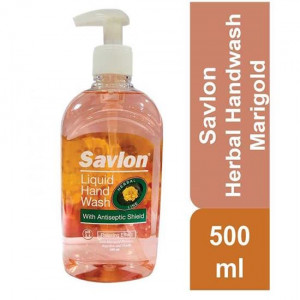 Savlon
Liquid
Hand
Wash
HERBAL
With Antiseptic Shield
Savlon
Herbal Handwash
Marigold
500
ml